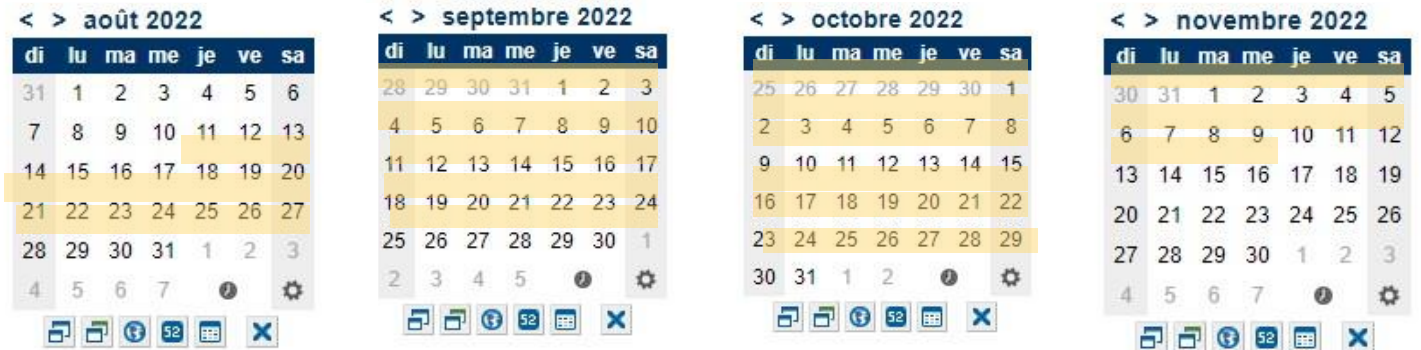 < > août 2022
di lu ma me je ve sa
31 1 2 3 4 5 6
7 8 9 10 11 12 13
14 15 16 17 18 19 20
21 22 23 24 25 26 27
28 29 30 31 1 2 3
4 5 6 7
52
< > septembre 2022
di lu ma me je ve sa
28 29 30 31 1 2 3
4 5 6 7 8 9 10
11 12 13 14 15 16 17
18 19 20 21 22 23 24
25 26 27 28 29 30 1
2 3 4 5
52
< > octobre 2022
di lu ma me je ve sa
25 26 27 28 29 30 1
2 3 4 5 6 7 8
9 10 11 12 13 14 15
16 17 18 19 20 21 22
23 24 25 26 27 28 29
30 31 1 2
52
< > novembre 2022
di lu ma me je ve sa
30 31 1 2 3 4 5
6 7 8 9 10 11 12
13 14 15 16 17 18 19
20 21 22 23 24 25 26
27 28 29 30 1 2 3
4 5 6 7
52